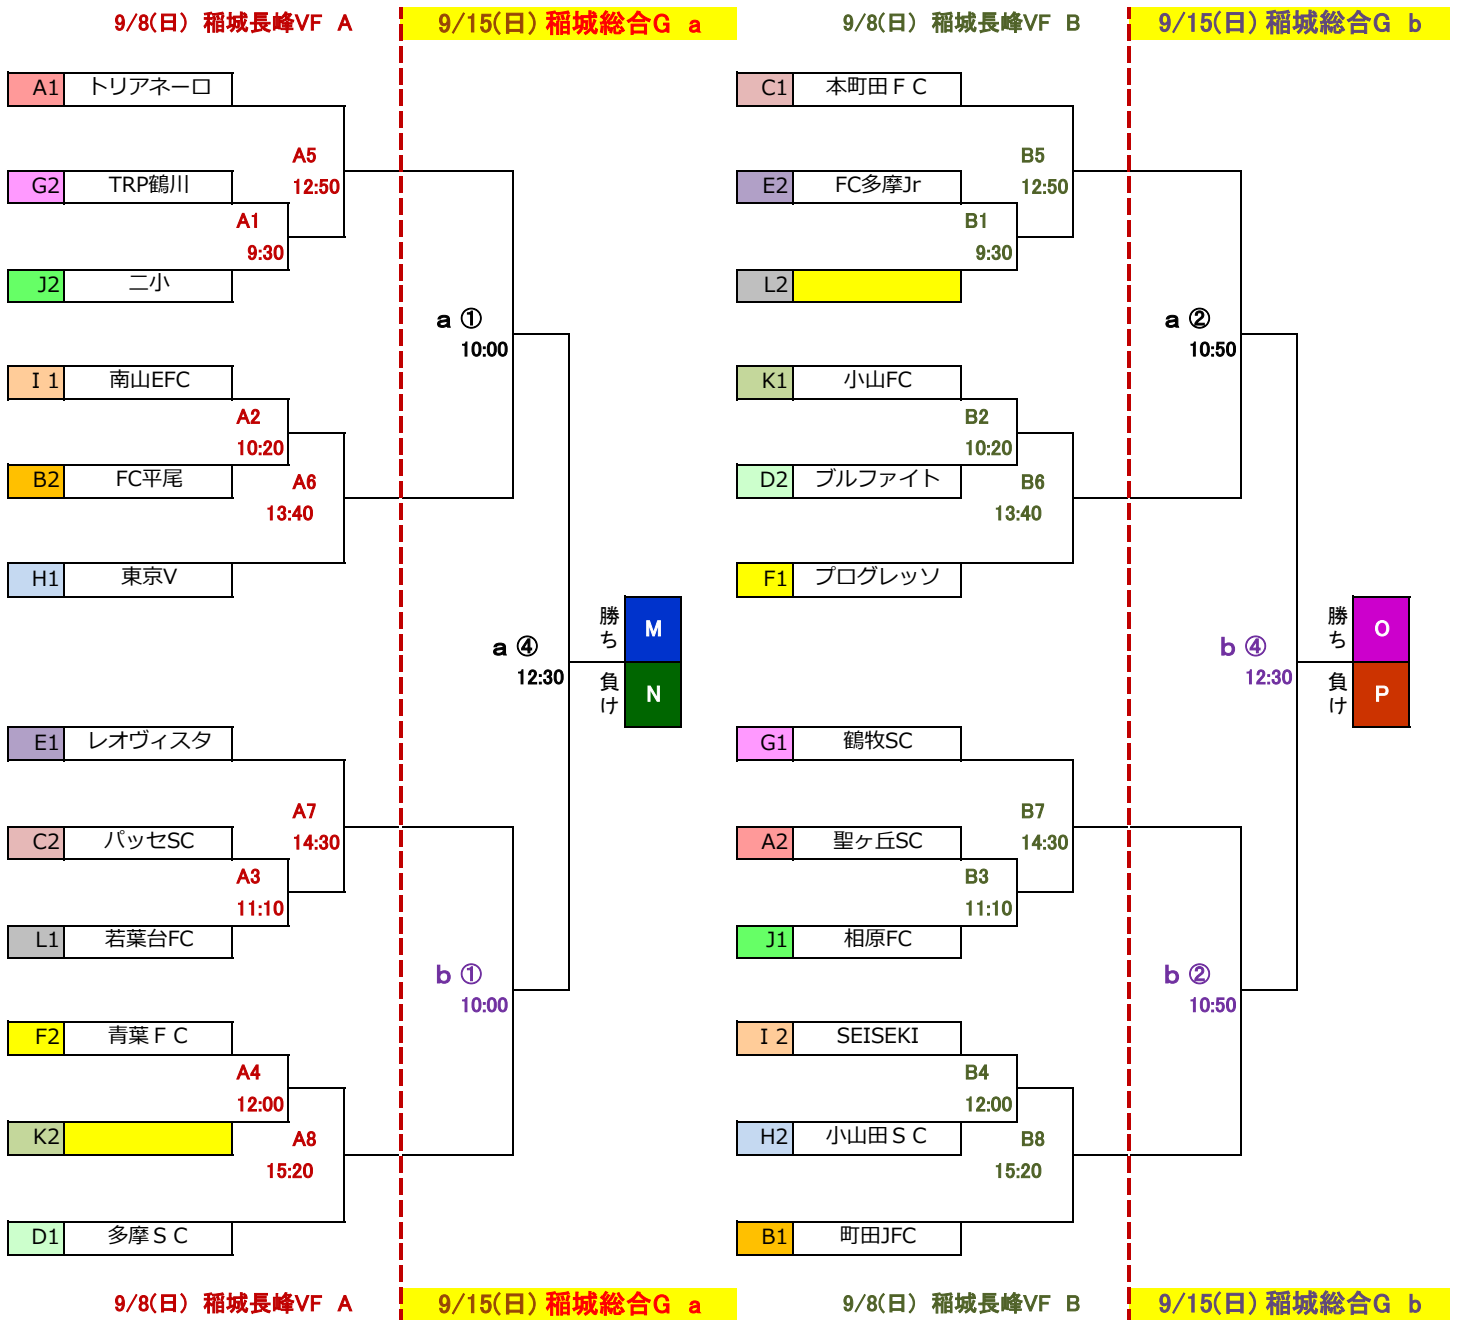 9/8(日) 稲城長峰VF A
9/15(日) 稲城総合G a
9/8(日) 稲城長峰VF B
9/15(日) 稲城総合G b
A1 トリアネーロ
A5
12:50
G2 TRP鶴川
A1
9:30
J2 二小
a ①
10:00
I 1 南山EFC
A2
10:20
B2 FC平尾
A6
13:40
H1 東京V
勝ち M
a ④
12:30
負け N
E1 レオヴィスタ
A7
14:30
C2 パッセSC
A3
11:10
L1 若葉台FC
b ①
10:00
F2 青葉ＦＣ
A4
12:00
K2
A8
15:20
D1 多摩ＳＣ
C1 本町田ＦＣ
B5
12:50
E2 FC多摩Jr
B1
9:30
L2
a ②
10:50
K1 小山FC
B2
10:20
D2 ブルファイト
B6
13:40
F1 プログレッソ
勝ち O
b ④
12:30
負け P
G1 鶴牧SC
B7
14:30
A2 聖ヶ丘SC
B3
11:10
J1 相原FC
b ②
10:50
I 2 SEISEKI
B4
12:00
H2 小山田ＳＣ
B8
15:20
B1 町田JFC
9/8(日) 稲城長峰VF A
9/15(日) 稲城総合G a
9/8(日) 稲城長峰VF B
9/15(日) 稲城総合G b